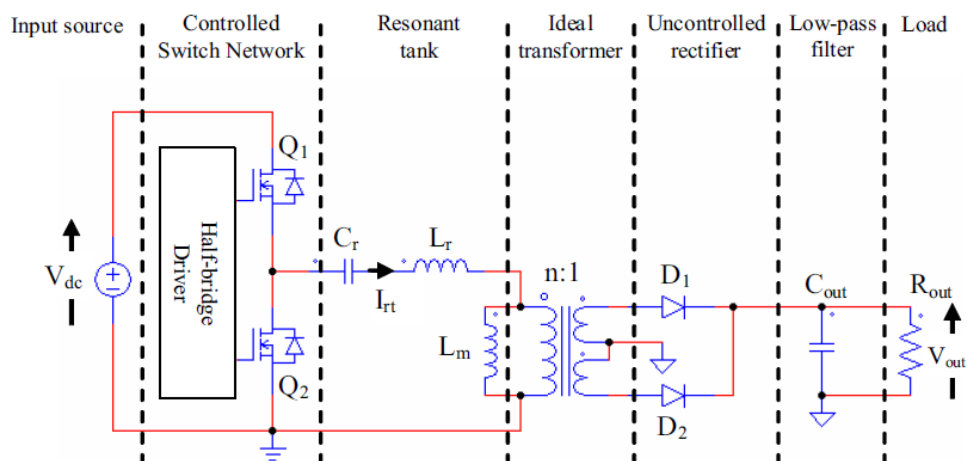 Input source
Controlled
Switch Network
Resonant
tank
Ideal
transformer
Uncontrolled
rectifier
Low-pass
filter
Load
Q1
Half-bridge
Driver
Vdc
Cr
Lr
Irt
n:1
D1
Cout
Rout
Lm
Vout
Q2
D2